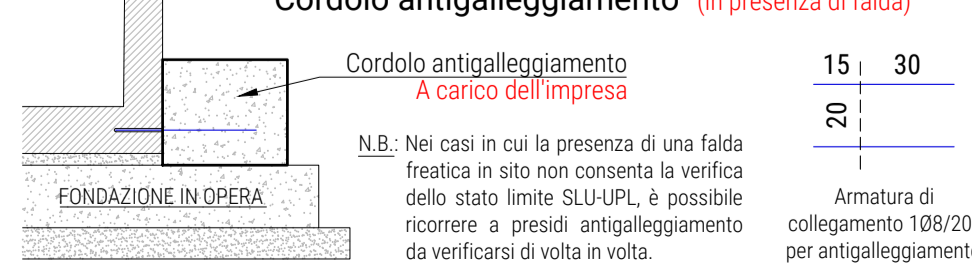 Cordolo antigalleggiamento (in presenza di falda)
Cordolo antigalleggiamento
A carico dell'impresa
N.B.: Nei casi in cui la presenza di una falda
freatica in sito non consenta la verifica
dello stato limite SLU-UPL, è possibile
ricorrere a presidi antigalleggiamento
da verificarsi di volta in volta.
FONDAZIONE IN OPERA
15 30
20
Armatura di
collegamento 1Ø8/20
per antigalleggiamento